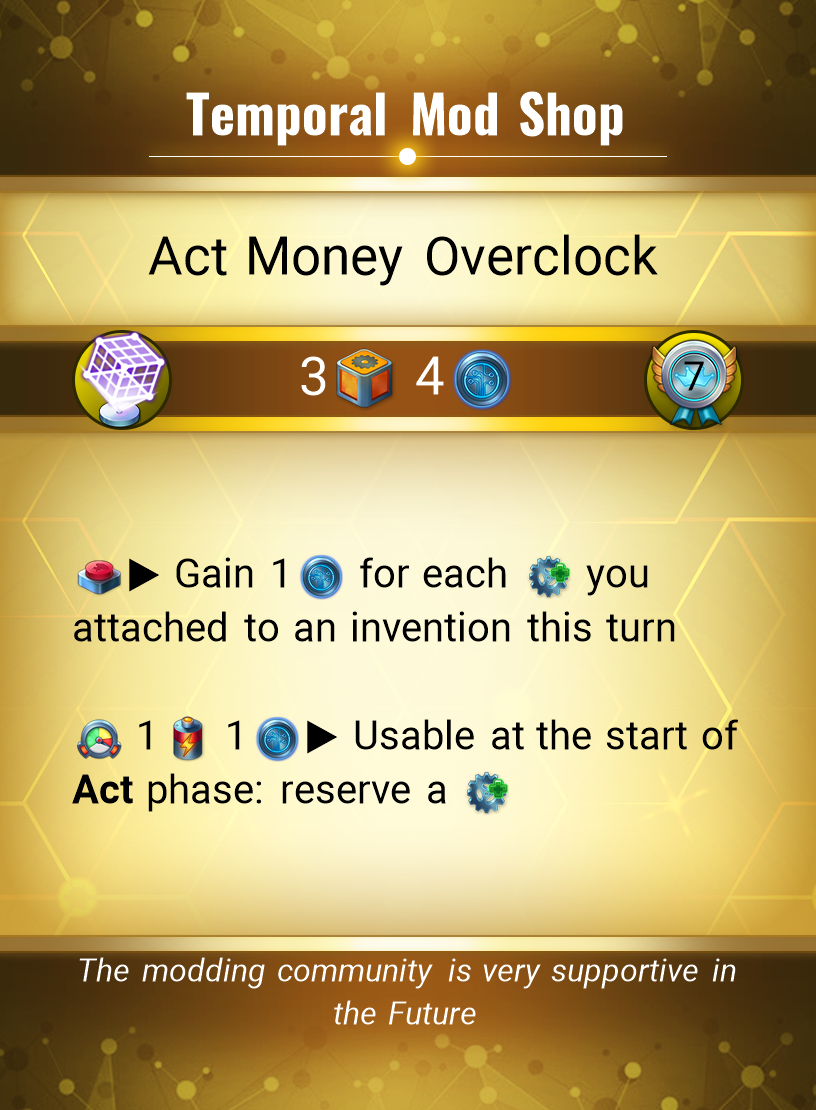 Temporal Mod Shop
Act Money Overclock
3 4 7
Gain 1 for each you
attached to an invention this turn
1 1 Usable at the start of
Act phase: reserve a
The modding community is very supportive in
the Future